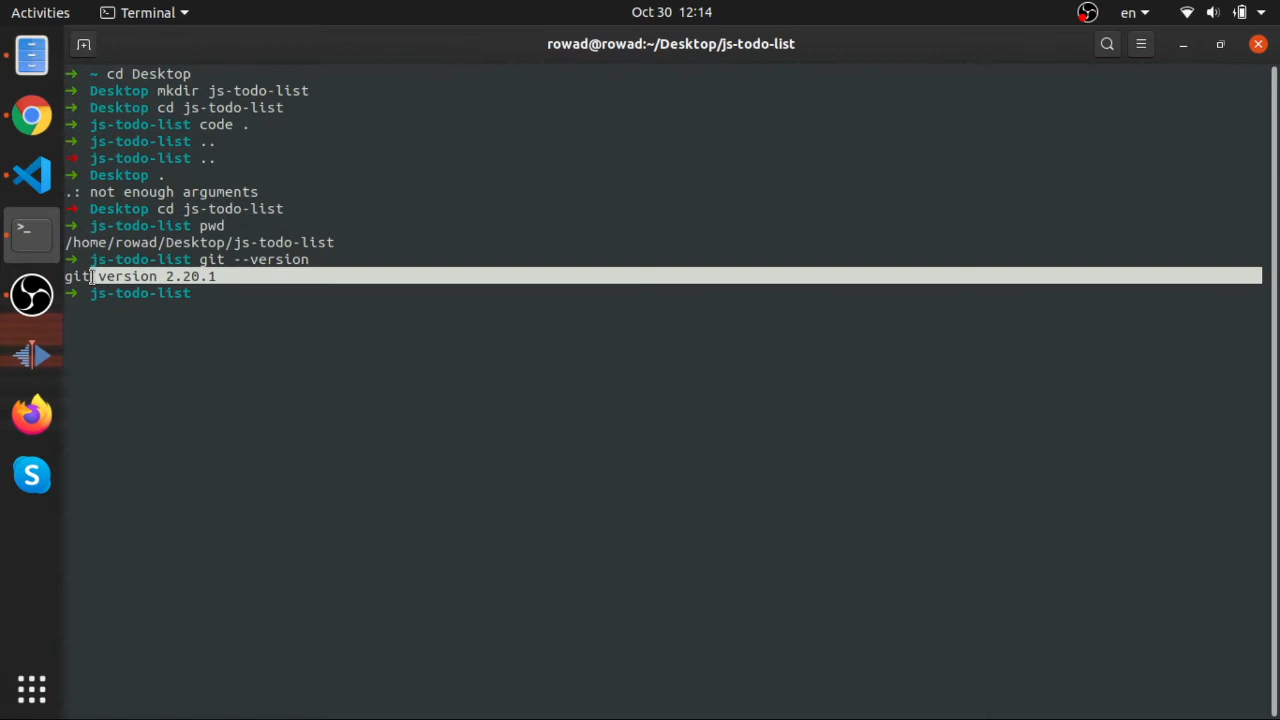 Activities Terminal Oct 30 12:14 en
rowad@rowad:~/Desktop/js-todo-list
➜ ~ cd Desktop
➜ Desktop mkdir js-todo-list
➜ Desktop cd js-todo-list
➜ js-todo-list code .
➜ js-todo-list ..
➜ js-todo-list ..
➜ Desktop .
.: not enough arguments
➜ Desktop cd js-todo-list
➜ js-todo-list pwd
/home/rowad/Desktop/js-todo-list
➜ js-todo-list git --version
git version 2.20.1
➜ js-todo-list